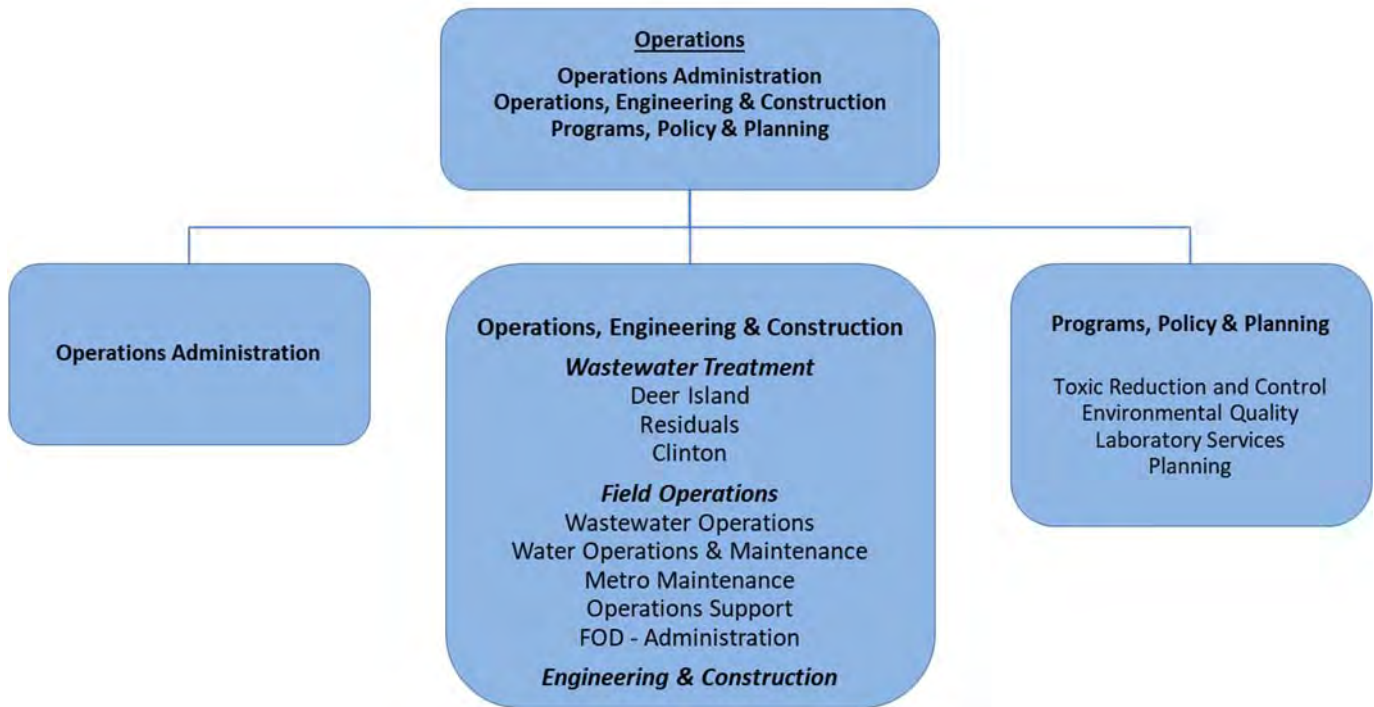 Operations
Operations Administration
Operations, Engineering & Construction
Programs, Policy & Planning
Operations Administration
Operations, Engineering & Construction
Wastewater Treatment
Deer Island
Residuals
Clinton
Field Operations
Wastewater Operations
Water Operations & Maintenance
Metro Maintenance
Operations Support
FOD - Administration
Engineering & Construction
Programs, Policy & Planning
Toxic Reduction and Control
Environmental Quality
Laboratory Services
Planning